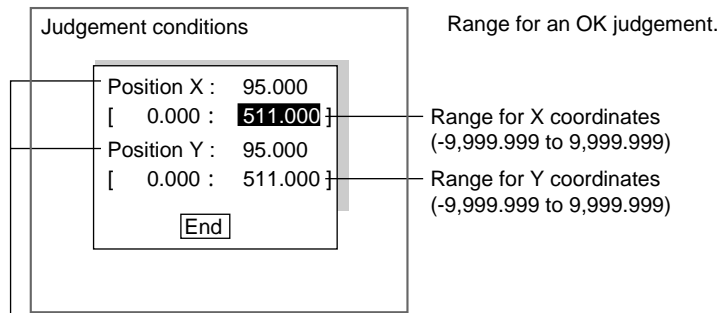 Judgement conditions
Range for an OK judgement.
Position X : 95.000
[ 0.000 : 511.000 ]
Range for X coordinates
(-9,999.999 to 9,999.999)
Position Y : 95.000
[ 0.000 : 511.000 ]
Range for Y coordinates
(-9,999.999 to 9,999.999)
End